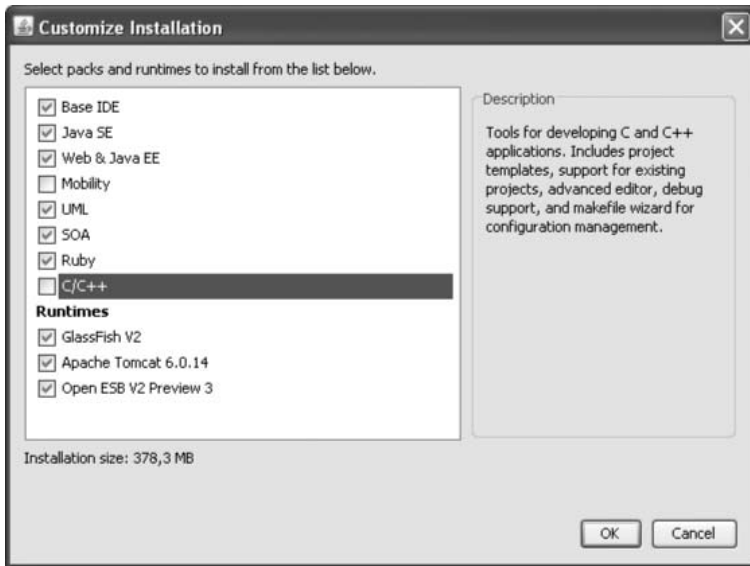 Customize Installation
Select packs and runtimes to install from the list below.
Base IDE
Java SE
Web & Java EE
Mobility
UML
SOA
Ruby
C/C++
Runtimes
GlassFish V2
Apache Tomcat 6.0.14
Open ESB V2 Preview 3
Description
Tools for developing C and C++
applications. Includes project
templates, support for existing
projects, advanced editor, debug
support, and makefile wizard for
configuration management.
Installation size: 378,3 MB
OK
Cancel